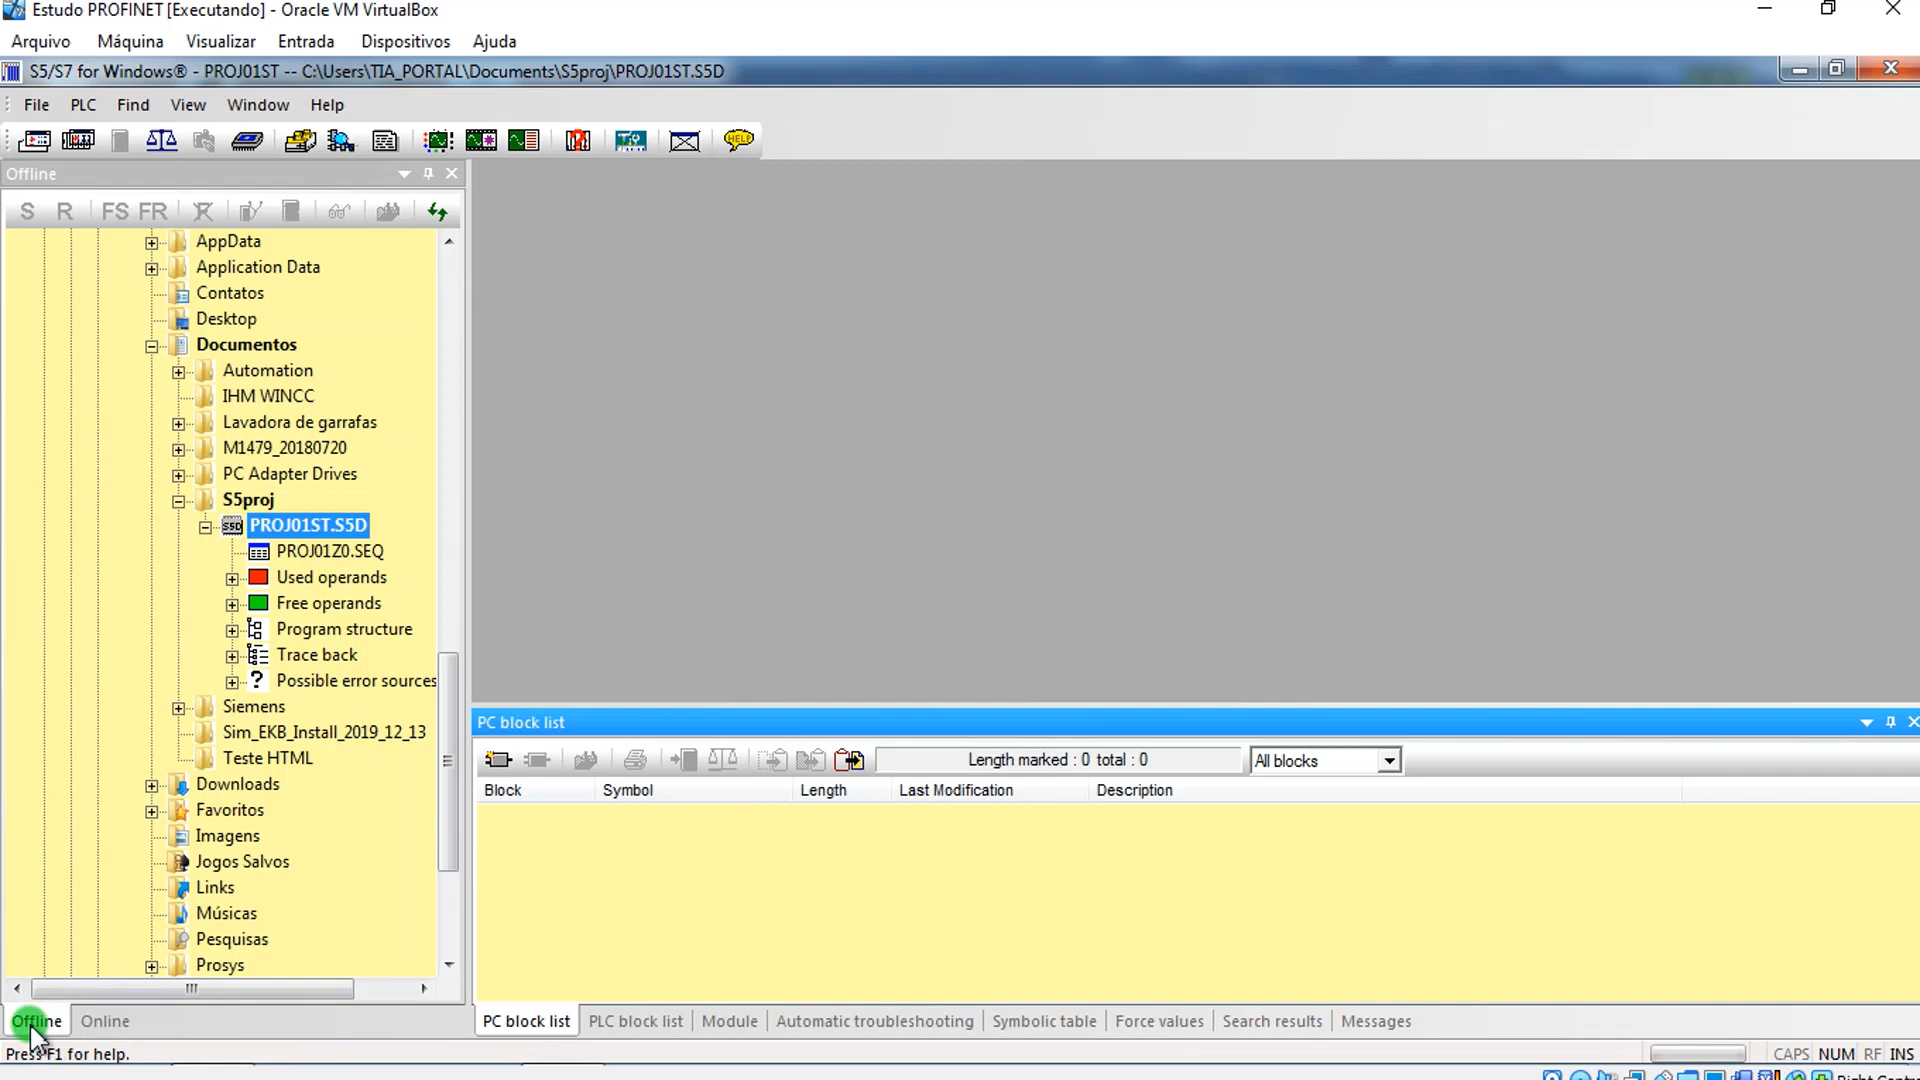 Estudo PROFINET [Executando] - Oracle VM VirtualBox
Arquivo Máquina Visualizar Entrada Dispositivos Ajuda
S5/S7 for Windows® - PROJ01ST -- C:\Users\TIA_PORTAL\Documents\S5proj\PROJ01ST.S5D
File PLC Find View Window Help
HELP
Offline
S R FS FR
AppData
Application Data
Contatos
Desktop
Documentos
Automation
IHM WINCC
Lavadora de garrafas
M1479_20180720
PC Adapter Drives
S5proj
S5D PROJ01ST.S5D
PROJ01Z0.SEQ
Used operands
Free operands
Program structure
Trace back
? Possible error sources
Siemens
Sim_EKB_Install_2019_12_13
Teste HTML
Downloads
Favoritos
Imagens
Jogos Salvos
Links
Músicas
Pesquisas
Prosys
Offline Online
PC block list
Length marked : 0 total : 0
All blocks
Block Symbol Length Last Modification Description
PC block list PLC block list Module Automatic troubleshooting Symbolic table Force values Search results Messages
Press F1 for help.
CAPS NUM RF INS